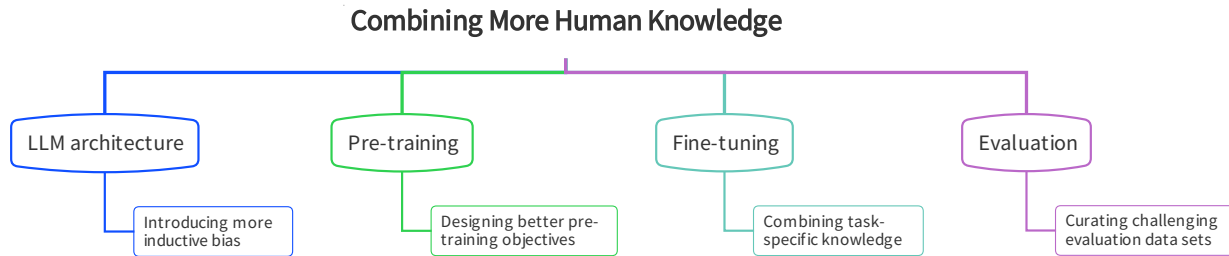 Combining More Human Knowledge
LLM architecture
Pre-training
Fine-tuning
Evaluation
Introducing more
inductive bias
Designing better pre-
training objectives
Combining task-
specific knowledge
Curating challenging
evaluation data sets